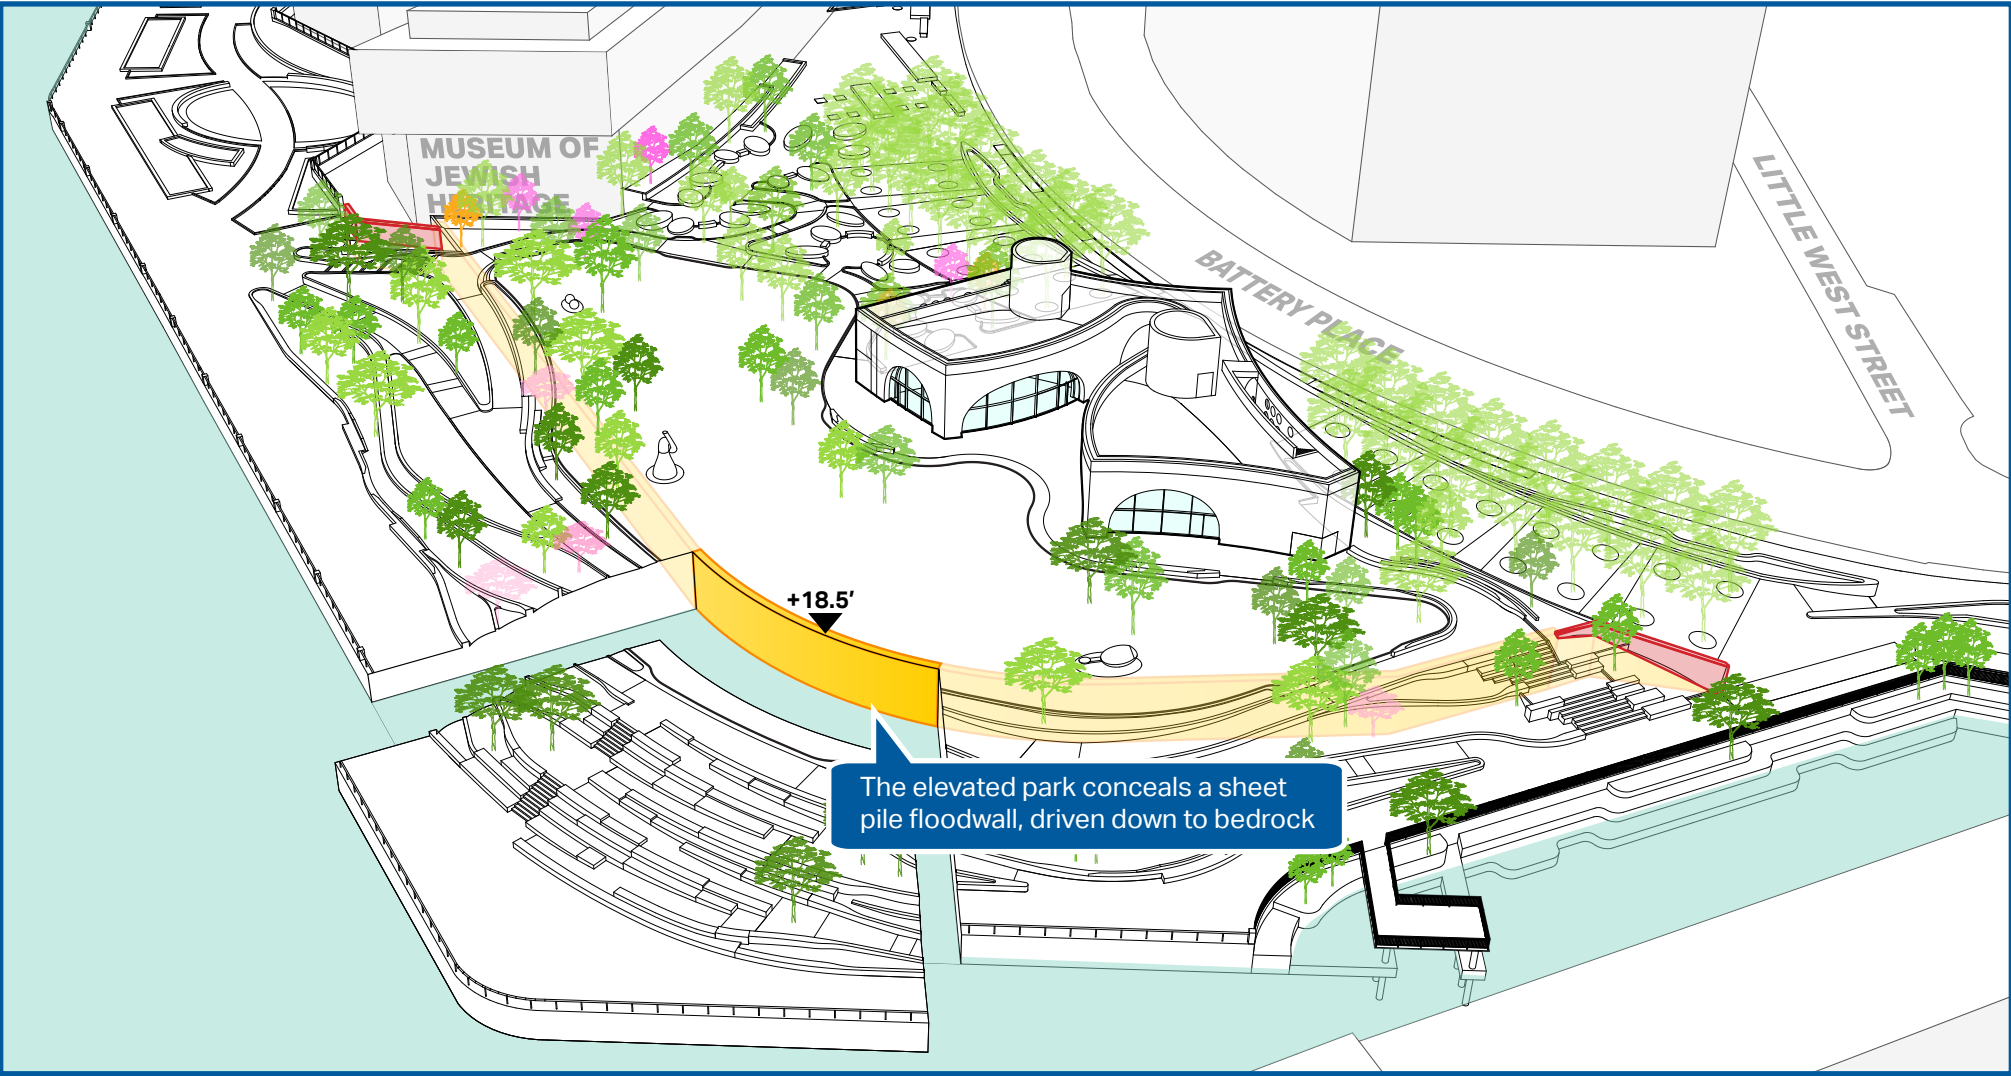 MUSEUM OF
JEWISH
HERITAGE
BATTERY PLACE
LITTLE WEST STREET
+18.5′
The elevated park conceals a sheet
pile floodwall, driven down to bedrock